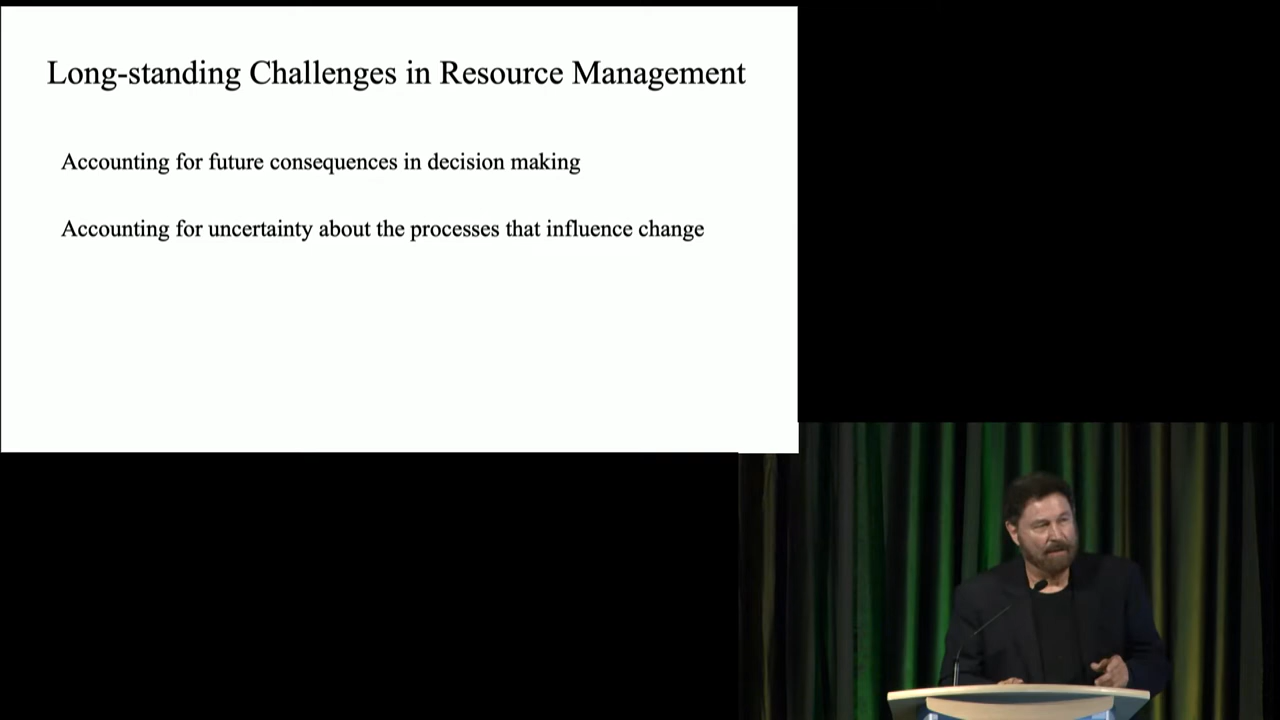 Long-standing Challenges in Resource Management
Accounting for future consequences in decision making
Accounting for uncertainty about the processes that influence change